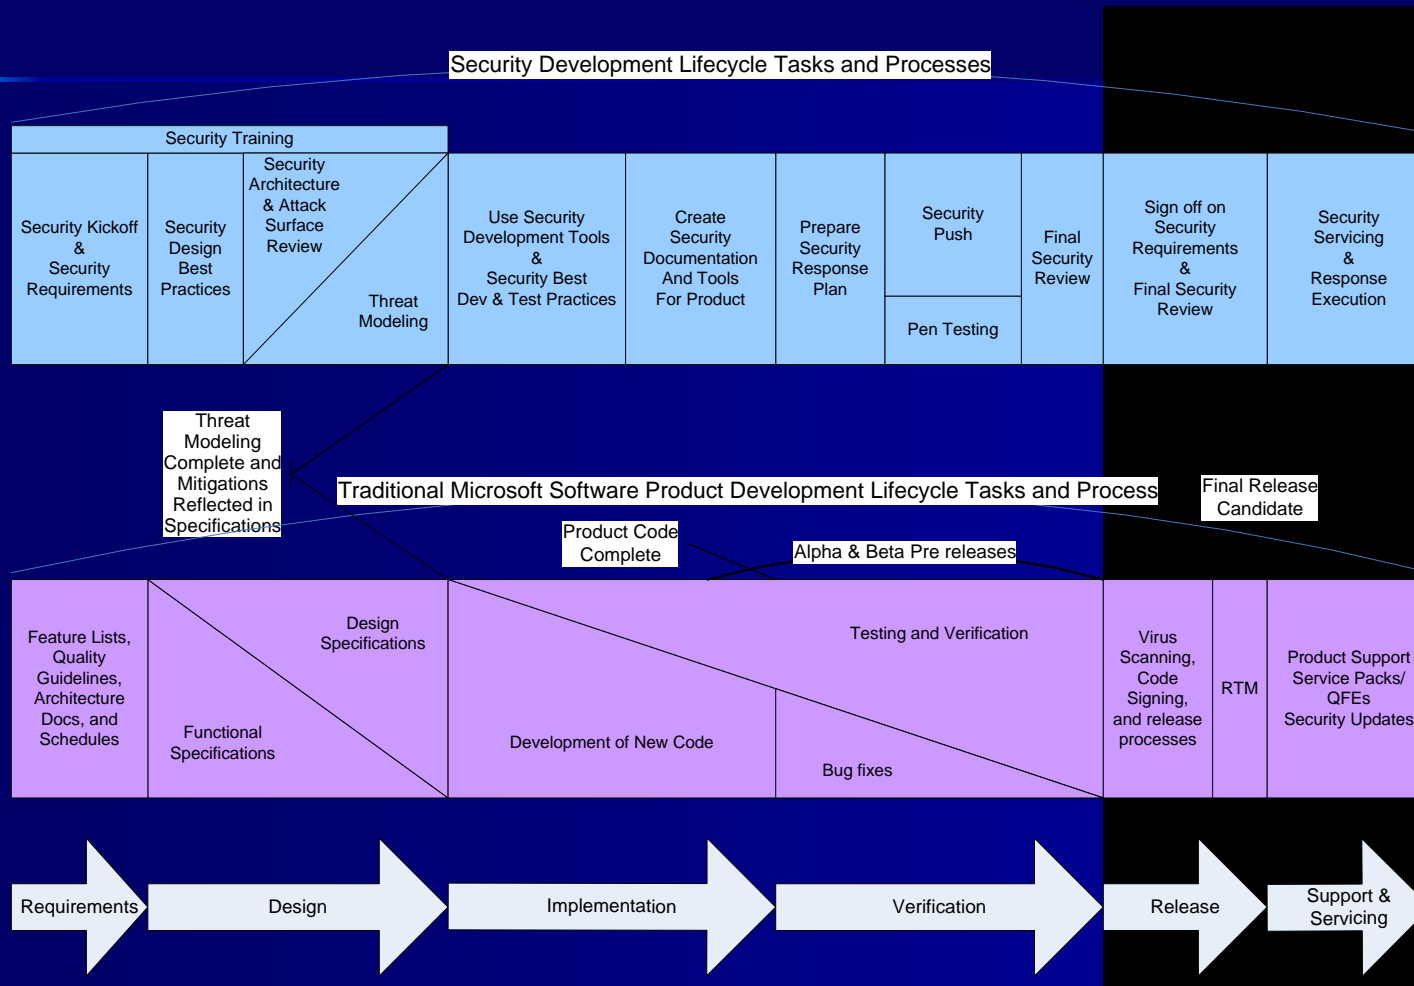 Security Development Lifecycle Tasks and Processes
Security Training
Security Kickoff
&
Security
Requirements
Security
Design
Best
Practices
Security
Architecture
& Attack
Surface
Review
Threat
Modeling
Use Security
Development Tools
&
Security Best
Dev & Test Practices
Create
Security
Documentation
And Tools
For Product
Prepare
Security
Response
Plan
Security
Push
Pen Testing
Final
Security
Review
Sign off on
Security
Requirements
&
Final Security
Review
Security
Servicing
&
Response
Execution
Threat
Modeling
Complete and
Mitigations
Reflected in
Specifications
Traditional Microsoft Software Product Development Lifecycle Tasks and Process
Final Release
Candidate
Product Code
Complete
Alpha & Beta Pre releases
Feature Lists,
Quality
Guidelines,
Architecture
Docs, and
Schedules
Design
Specifications
Functional
Specifications
Testing and Verification
Development of New Code
Bug fixes
Virus
Scanning,
Code
Signing,
and release
processes
RTM
Product Support
Service Packs/
QFEs
Security Updates
Requirements
Design
Implementation
Verification
Release
Support &
Servicing